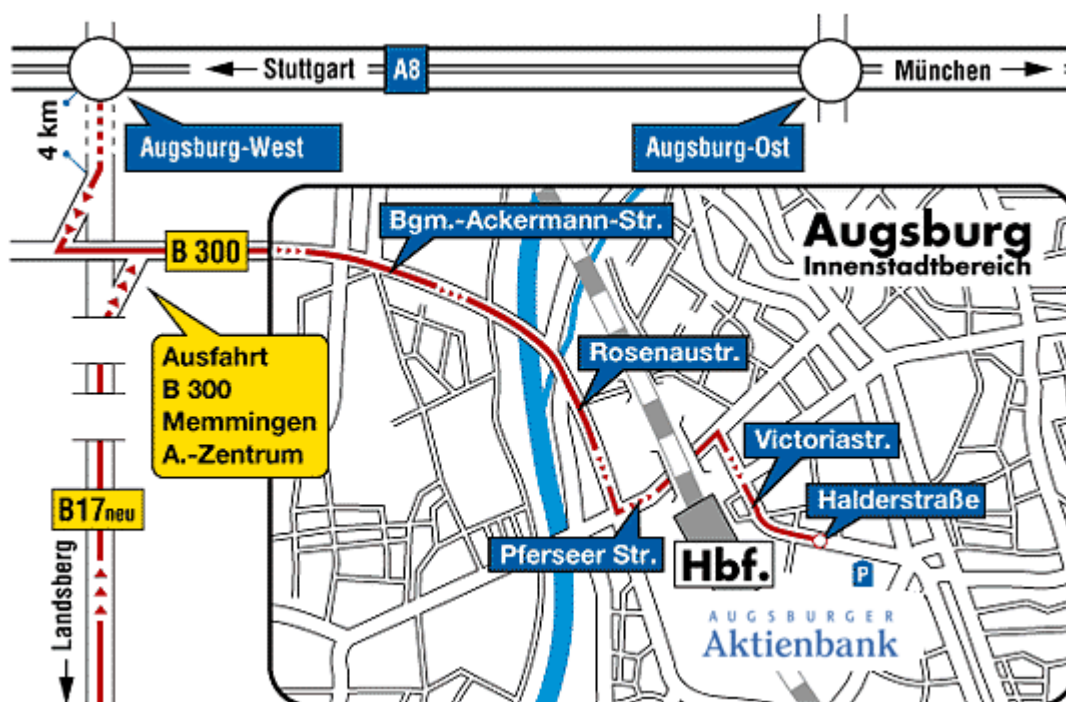 Stuttgart
A8
München
4 km
Augsburg-West
Augsburg-Ost
Bgm.-Ackermann-Str.
Augsburg
Innenstadtbereich
B 300
Ausfahrt
B 300
Memmingen
A.-Zentrum
Rosenaustr.
Victoriastr.
Halderstraße
B17neu
Pferseer Str.
Hbf.
P
Landsberg
AUGSBURGER
Aktienbank